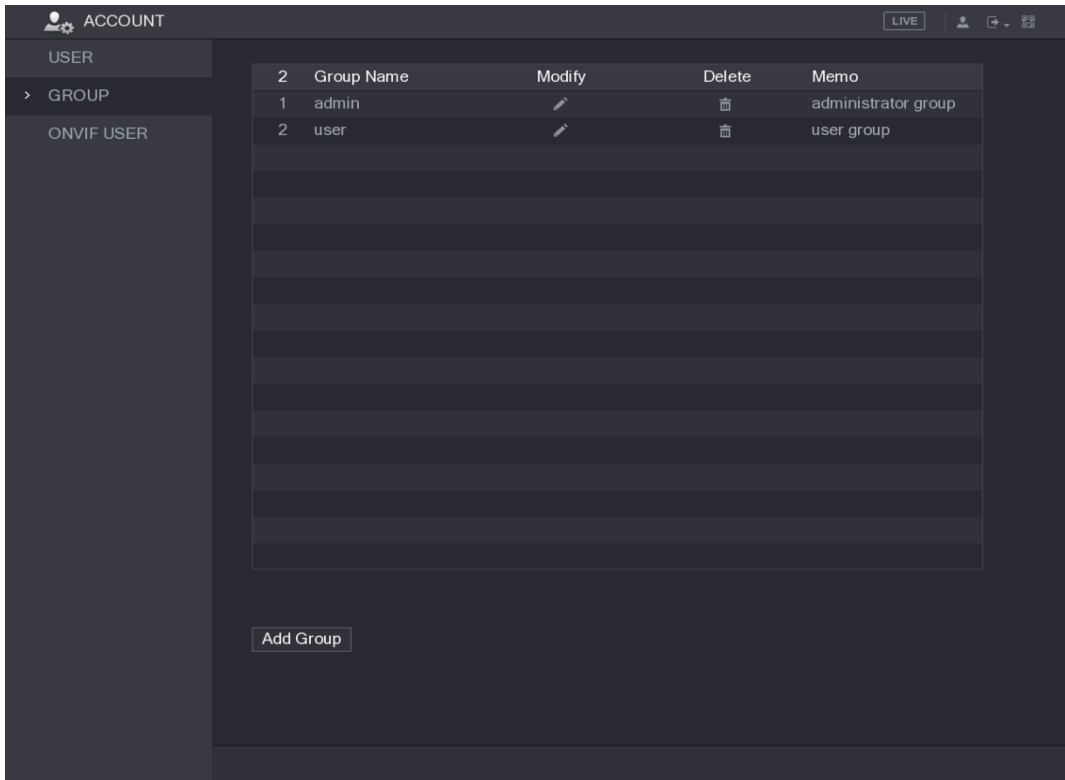 ACCOUNT LIVE
USER
GROUP
ONVIF USER
2 Group Name Modify Delete Memo
1 admin administrator group
2 user user group
Add Group